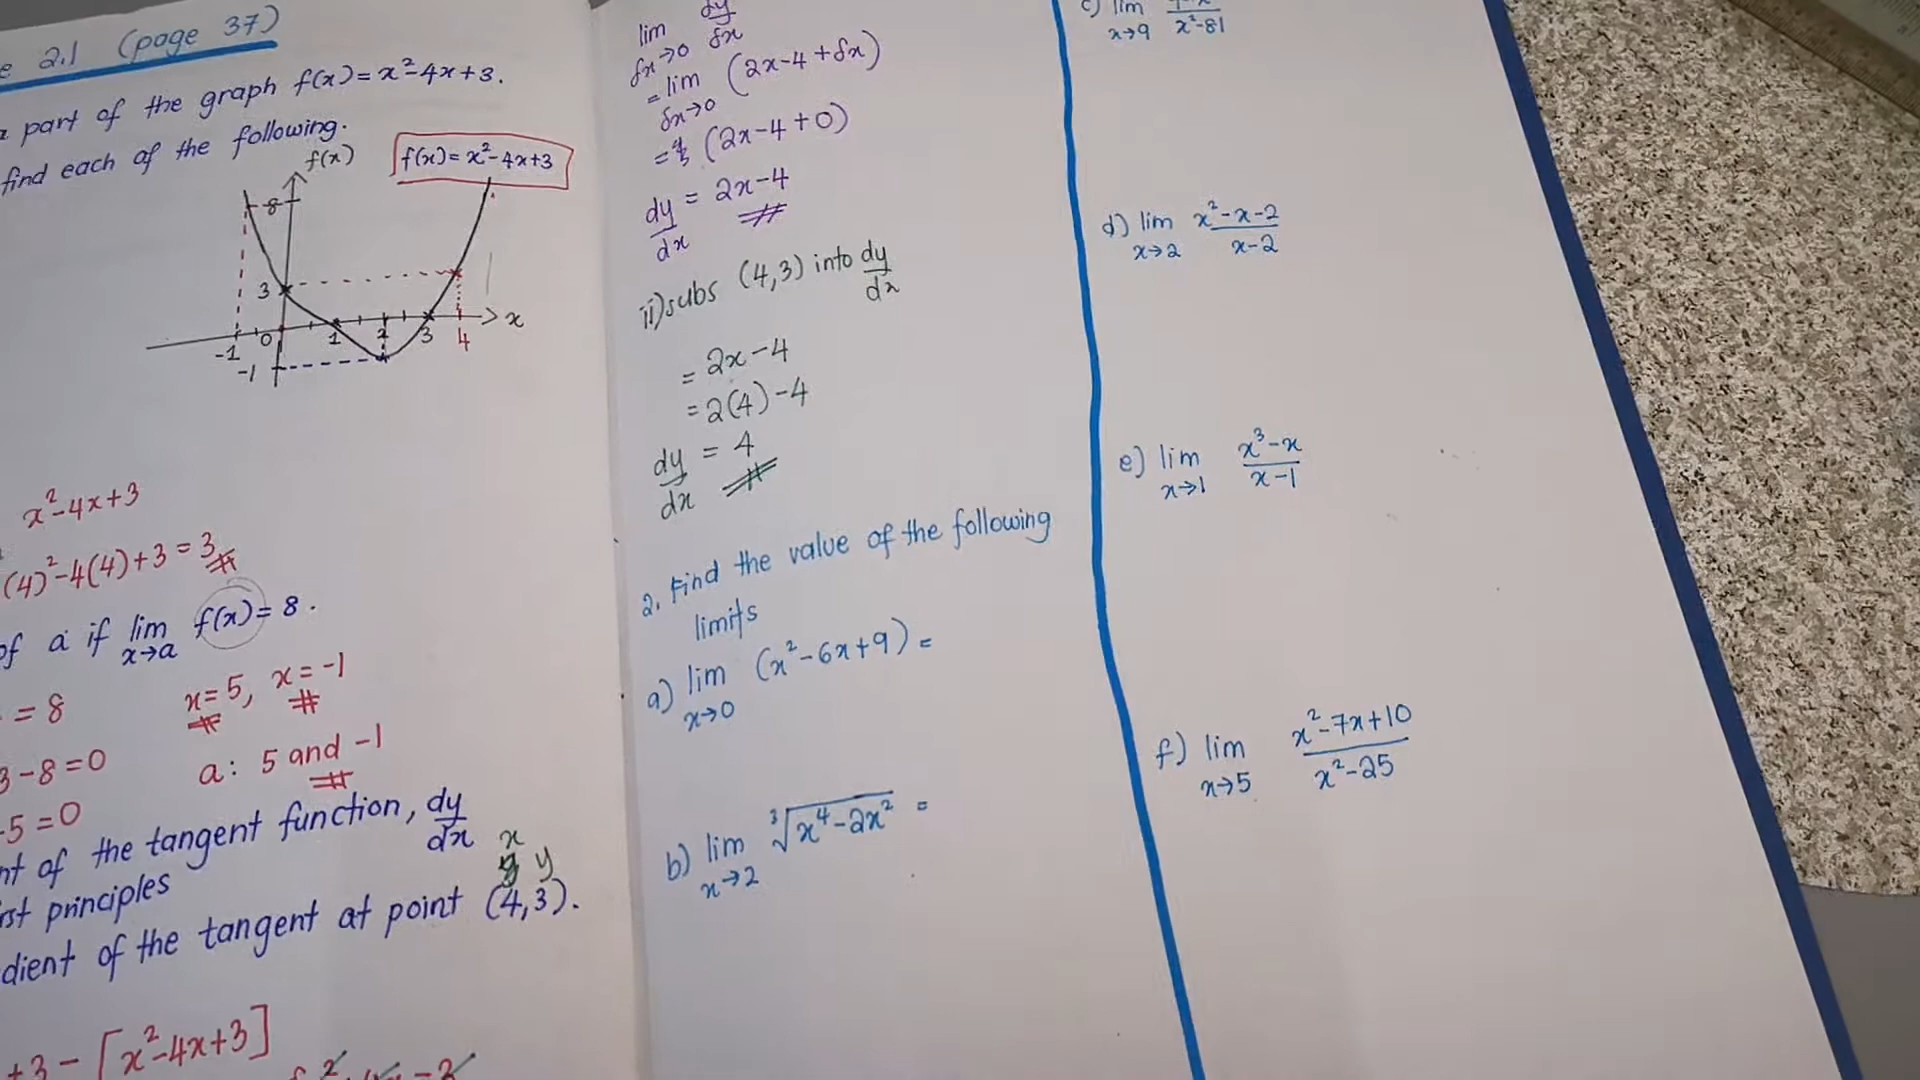 2.1 (page 37)
part of the graph f(x) = x²-4x+3.
find each of the following.
f(x)
f(x) = x²-4x+3
8
3
-1 0 1 2 3 4 x
-1
x²-4x+3
(4)²-4(4)+3 = 3
of a if lim f(x) = 8.
x→a
= 8 x=5, x=-1
3-8=0 a: 5 and -1
-5=0
of the tangent function, dy/dx
principles
x
y y
dient of the tangent at point (4,3).
+3 - [x²-4x+3]
lim δy/δx
δx→0
= lim (2x-4+δx)
δx→0
= (2x-4+0)
dy/dx = 2x-4
ii) subs (4,3) into dy/dx
= 2x-4
= 2(4)-4
dy/dx = 4
2. Find the value of the following
limits
a) lim (x²-6x+9) =
x→0
b) lim ³√x⁴-2x² =
x→2
c) lim
x→9 x²-81
d) lim x²-x-2
x→2 x-2
e) lim x³-x
x→1 x-1
f) lim x²-7x+10
x→5 x²-25